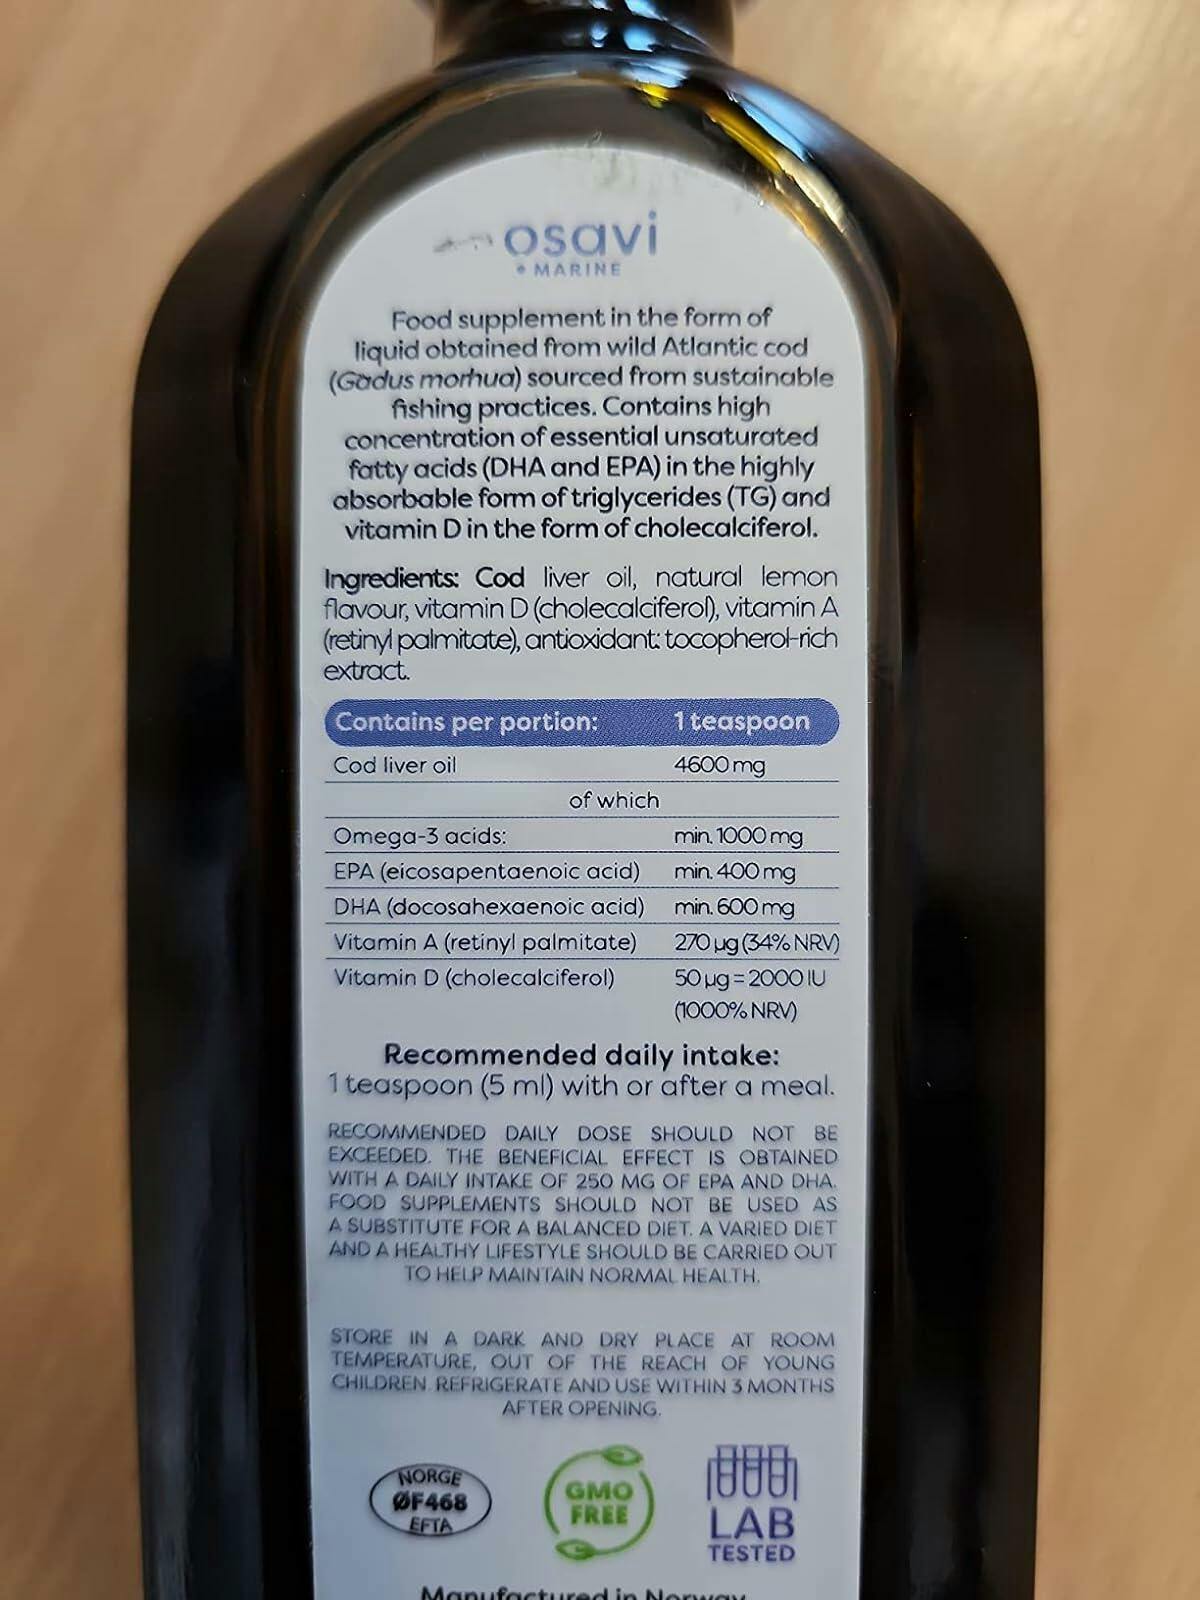 osavi
MARINE
Food supplement in the form of
liquid obtained from wild Atlantic cod
(Gadus morhua) sourced from sustainable
fishing practices. Contains high
concentration of essential unsaturated
fatty acids (DHA and EPA) in the highly
absorbable form of triglycerides (TG) and
vitamin D in the form of cholecalciferol.
Ingredients: Cod liver oil, natural lemon
flavour, vitamin D (cholecalciferol), vitamin A
(retinyl palmitate), antioxidant: tocopherol-rich
extract.
Contains per portion: 1 teaspoon
Cod liver oil 4600 mg
of which
Omega-3 acids: min. 1000 mg
EPA (eicosapentaenoic acid) min. 400 mg
DHA (docosahexaenoic acid) min. 600 mg
Vitamin A (retinyl palmitate) 270 µg (34% NRV)
Vitamin D (cholecalciferol) 50 µg = 2000 IU
(1000% NRV)
Recommended daily intake:
1 teaspoon (5 ml) with or after a meal.
RECOMMENDED DAILY DOSE SHOULD NOT BE
EXCEEDED. THE BENEFICIAL EFFECT IS OBTAINED
WITH A DAILY INTAKE OF 250 MG OF EPA AND DHA.
FOOD SUPPLEMENTS SHOULD NOT BE USED AS
A SUBSTITUTE FOR A BALANCED DIET. A VARIED DIET
AND A HEALTHY LIFESTYLE SHOULD BE CARRIED OUT
TO HELP MAINTAIN NORMAL HEALTH.
STORE IN A DARK AND DRY PLACE AT ROOM
TEMPERATURE, OUT OF THE REACH OF YOUNG
CHILDREN. REFRIGERATE AND USE WITHIN 3 MONTHS
AFTER OPENING.
NORGE
ØF468
EFTA
GMO
FREE
LAB
TESTED
Manufactured in Norway